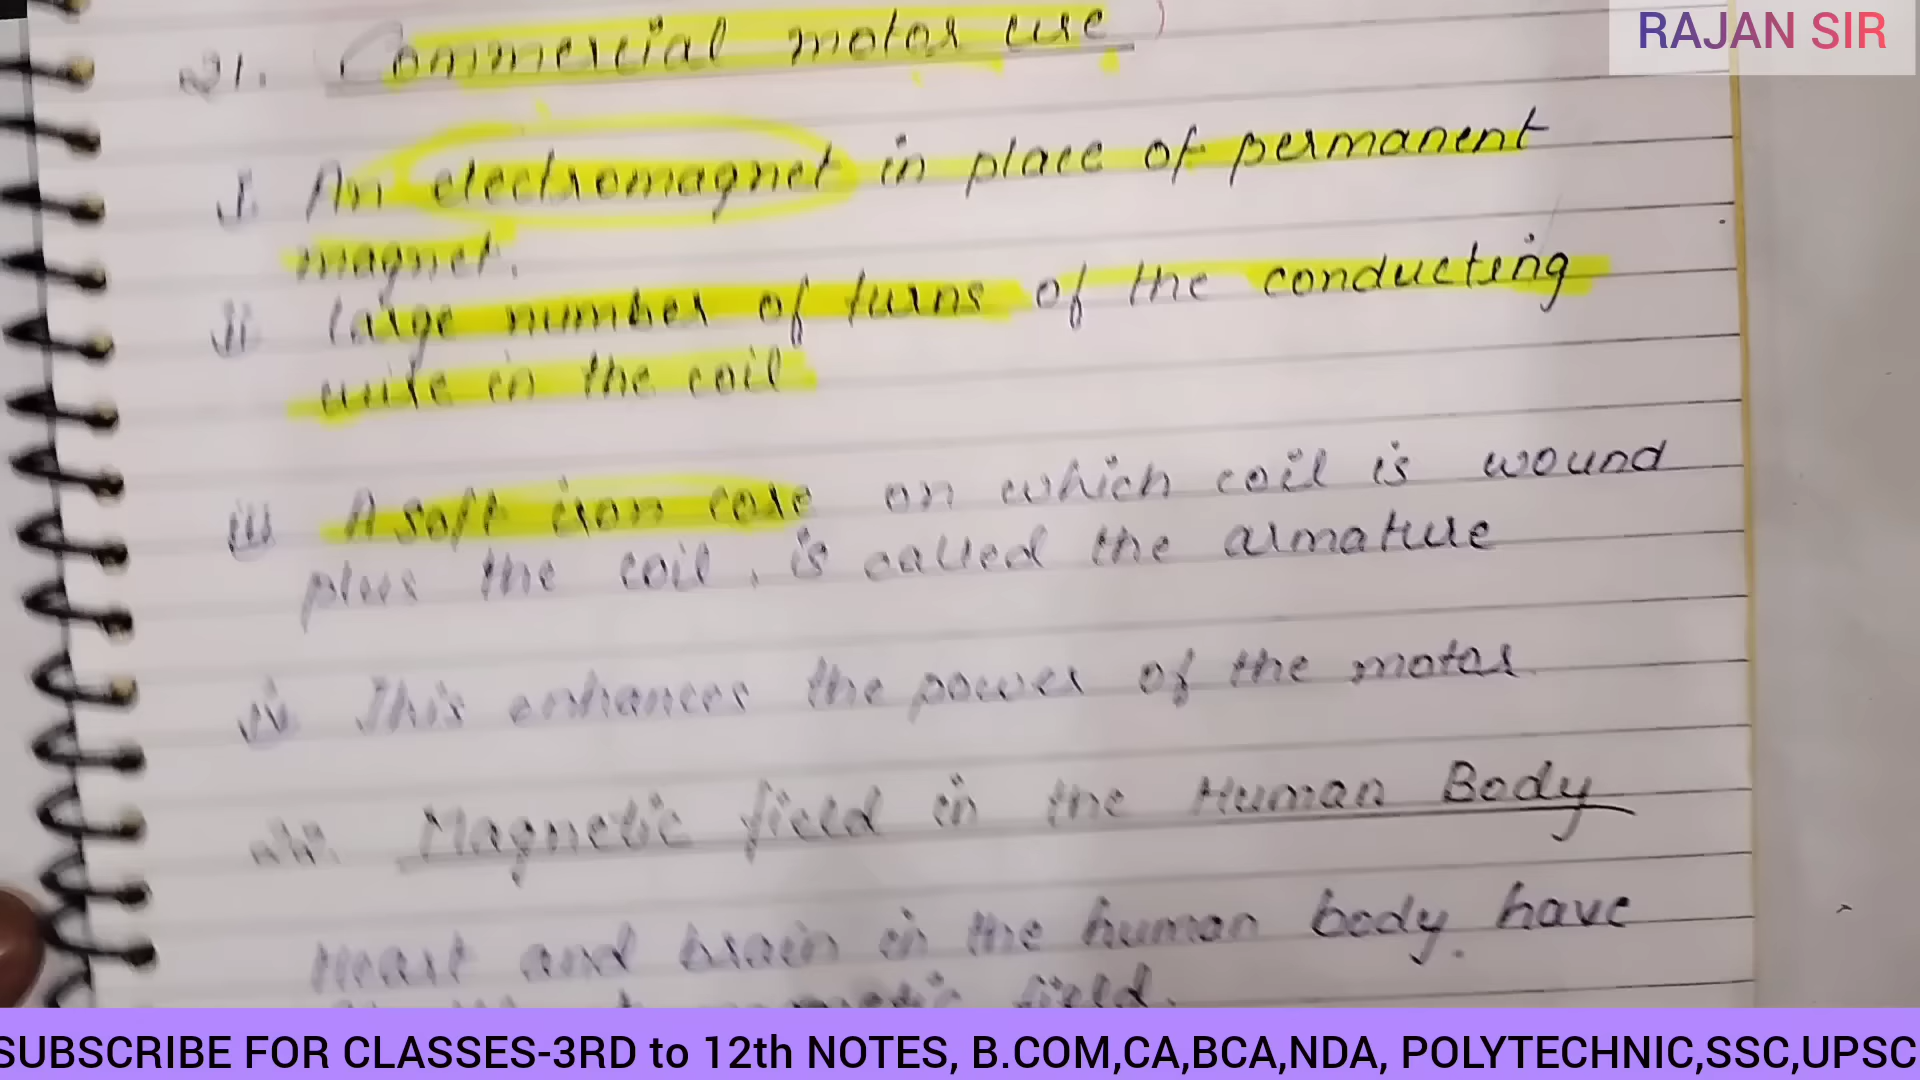 RAJAN SIR
21. Commercial motor use
i. An electromagnet in place of permanent
magnet.
ii large number of turns of the conducting
wire in the coil
iii A soft iron core on which coil is wound
plus the coil, is called the armature
iv This enhances the power of the motor
22. Magnetic field in the Human Body
Heart and brain in the human body. have
field.
SUBSCRIBE FOR CLASSES-3RD to 12th NOTES, B.COM,CA,BCA,NDA, POLYTECHNIC,SSC,UPSC